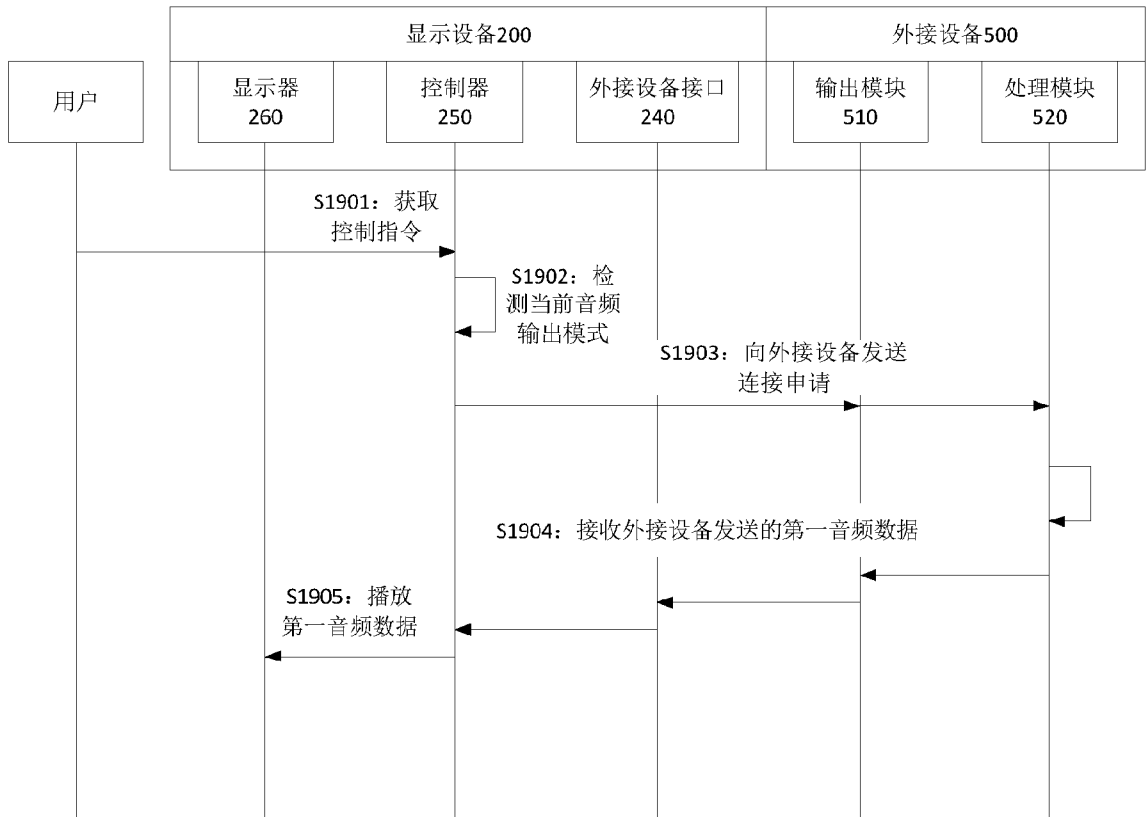 显示设备200
外接设备500
用户
显示器
260
控制器
250
外接设备接口
240
输出模块
510
处理模块
520
S1901：获取
控制指令
S1902：检
测当前音频
输出模式
S1903：向外接设备发送
连接申请
S1904：接收外接设备发送的第一音频数据
S1905：播放
第一音频数据